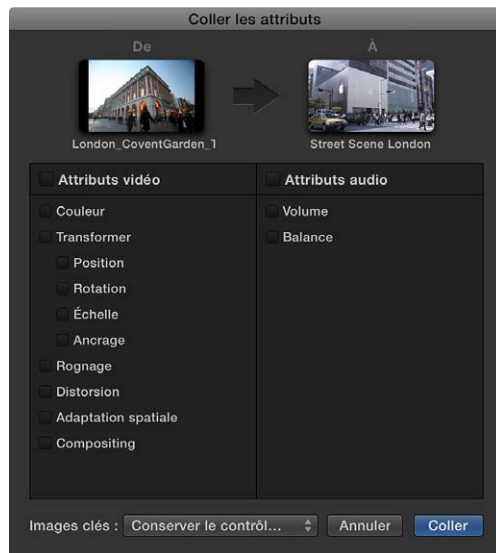 Coller les attributs
De
À
London_CoventGarden_1
Street Scene London
Attributs vidéo
Attributs audio
Couleur
Volume
Transformer
Balance
Position
Rotation
Échelle
Ancrage
Rognage
Distorsion
Adaptation spatiale
Compositing
Images clés : Conserver le contrôl... Annuler Coller